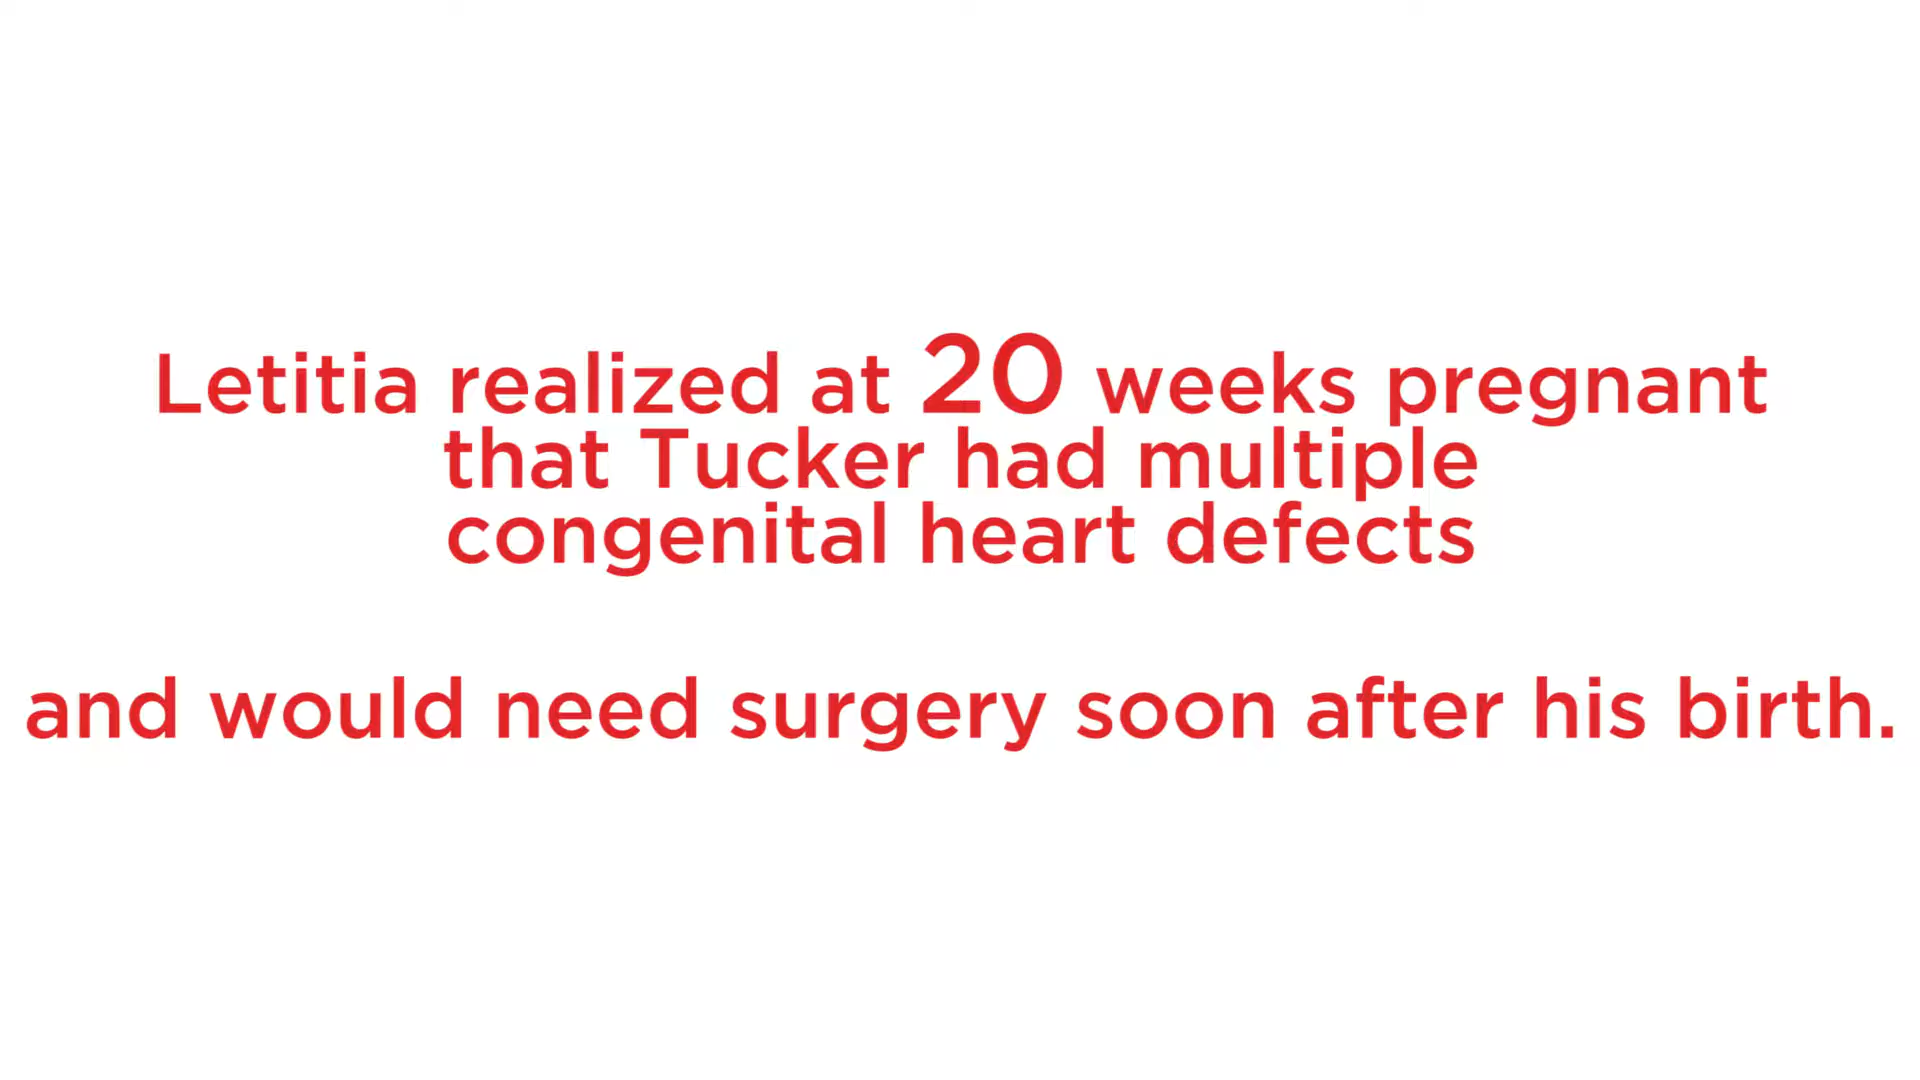 Letitia realized at 20 weeks pregnant
that Tucker had multiple
congenital heart defects
and would need surgery soon after his birth.